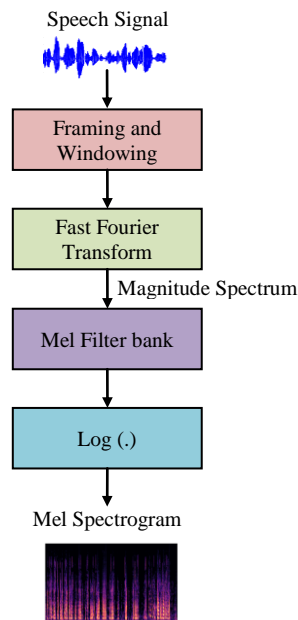 Speech Signal
Framing and
Windowing
Fast Fourier
Transform
Magnitude Spectrum
Mel Filter bank
Log (.)
Mel Spectrogram